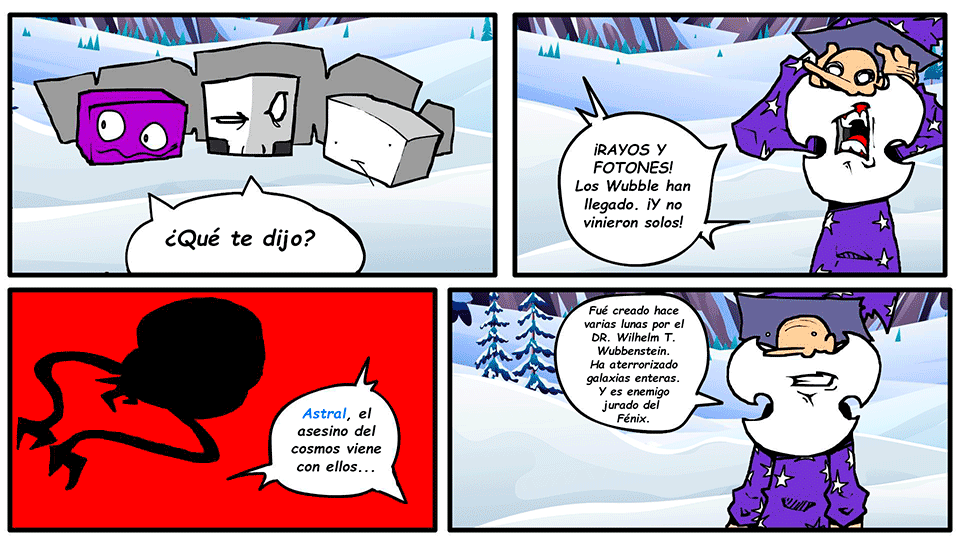 ¿Qué te dijo?
¡RAYOS Y
FOTONES!
Los Wubble han
llegado. ¡Y no
vinieron solos!
Astral, el
asesino del
cosmos viene
con ellos...
Fué creado hace
varias lunas por el
DR. Wilhelm T.
Wubbenstein.
Ha aterrorizado
galaxias enteras.
Y es enemigo
jurado del
Fénix.